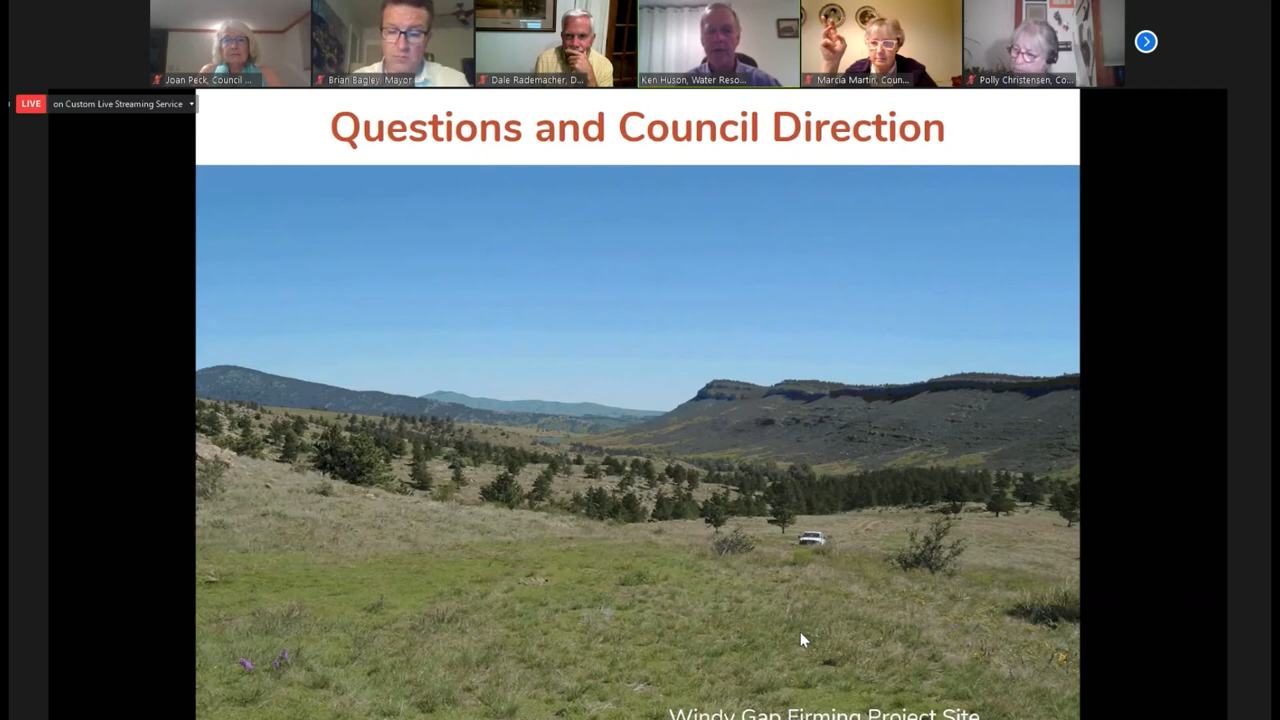 Joan Peck, Council ...
Brian Bagley, Mayor
Dale Rademacher, D...
Ken Huson, Water Reso...
Marcia Martin, Coun...
Polly Christensen, Co...
LIVE on Custom Live Streaming Service
Questions and Council Direction
Windy Gap Firming Project Site